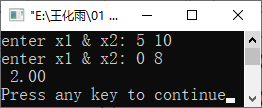 "E:\王化雨\01 ...
enter x1 & x2: 5 10
enter x1 & x2: 0 8
 2.00
Press any key to continue